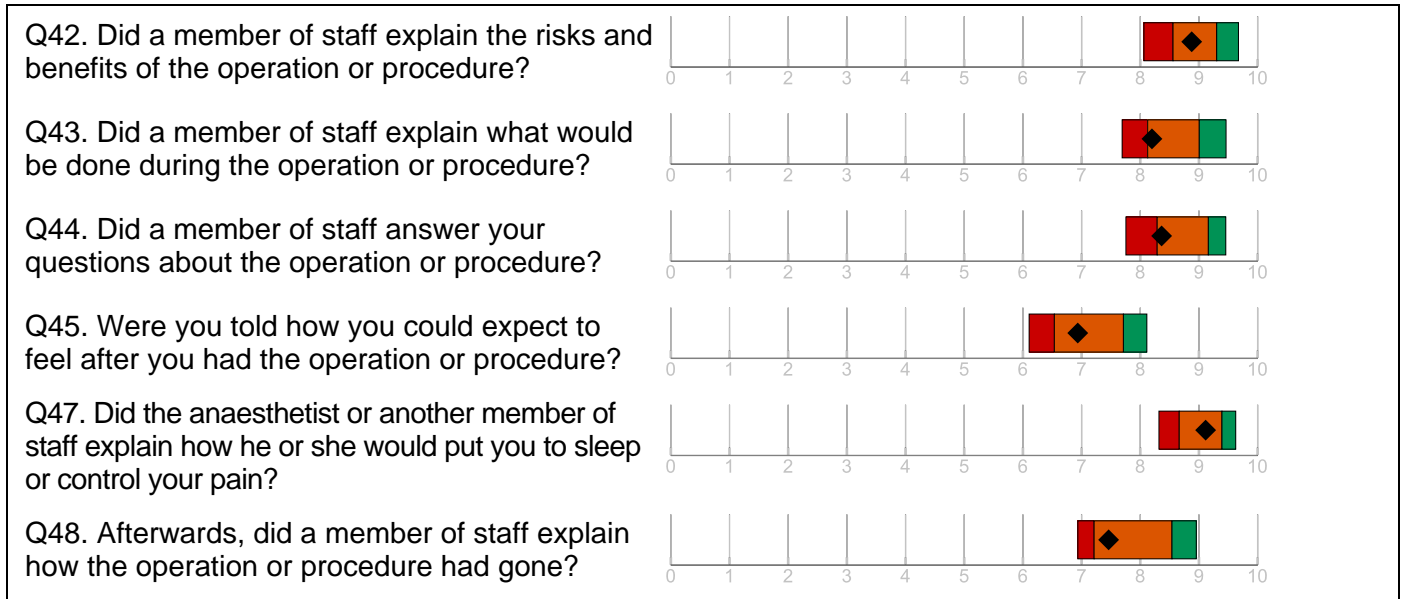 Q42. Did a member of staff explain the risks and
benefits of the operation or procedure?
0 1 2 3 4 5 6 7 8 9 10
Q43. Did a member of staff explain what would
be done during the operation or procedure?
0 1 2 3 4 5 6 7 8 9 10
Q44. Did a member of staff answer your
questions about the operation or procedure?
0 1 2 3 4 5 6 7 8 9 10
Q45. Were you told how you could expect to
feel after you had the operation or procedure?
0 1 2 3 4 5 6 7 8 9 10
Q47. Did the anaesthetist or another member of
staff explain how he or she would put you to sleep
or control your pain?
0 1 2 3 4 5 6 7 8 9 10
Q48. Afterwards, did a member of staff explain
how the operation or procedure had gone?
0 1 2 3 4 5 6 7 8 9 10